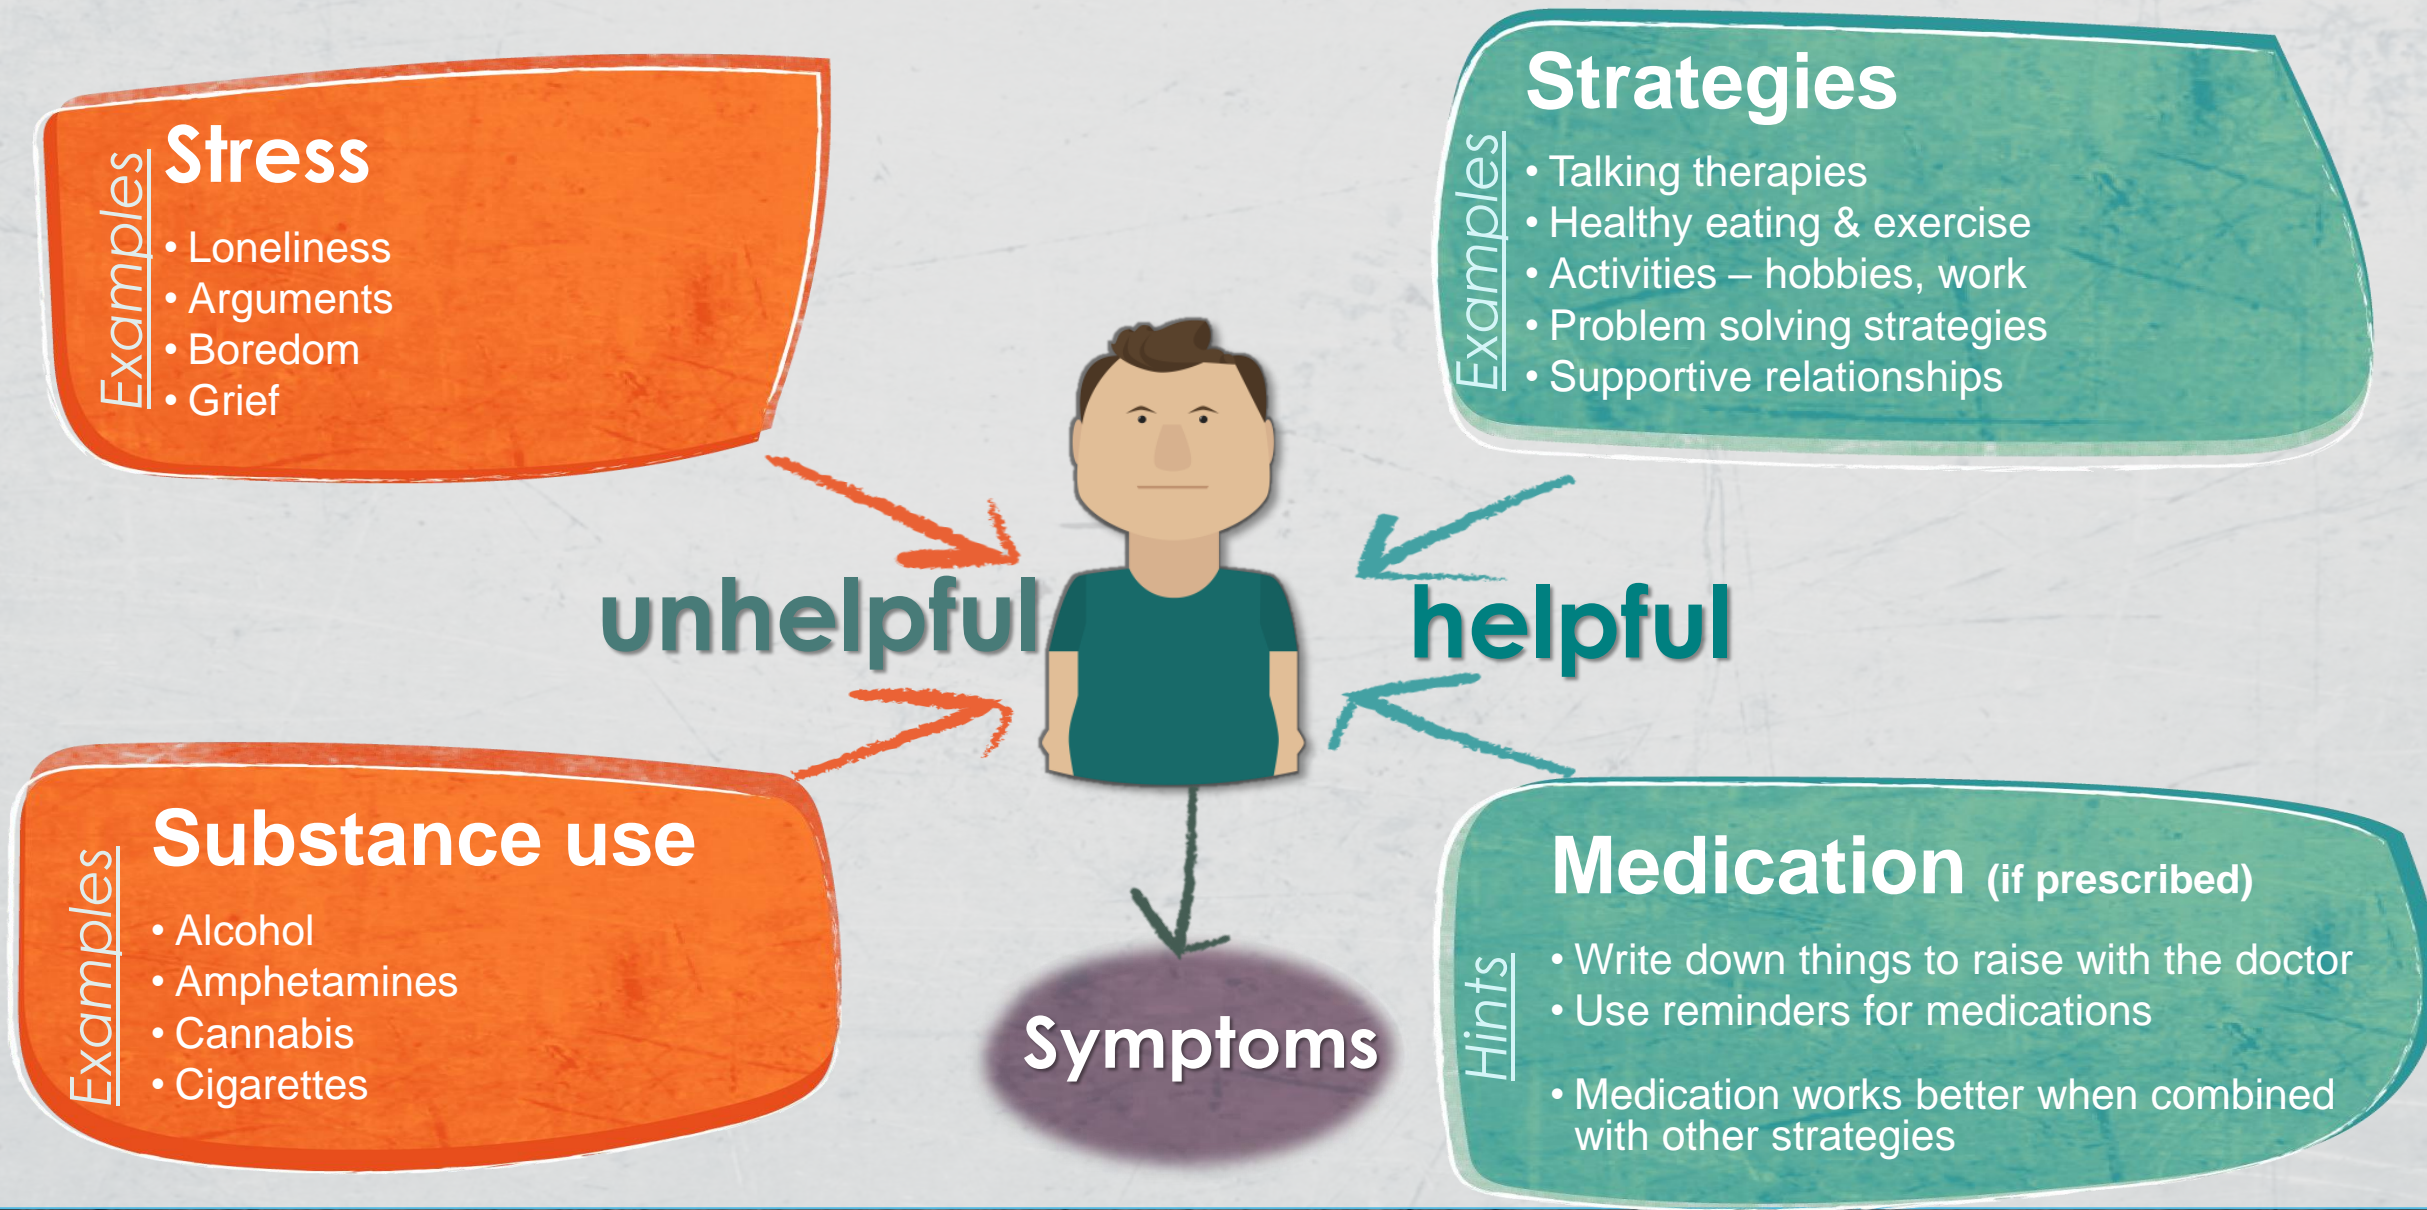 Stress
Examples
• Loneliness
• Arguments
• Boredom
• Grief
Strategies
Examples
• Talking therapies
• Healthy eating & exercise
• Activities – hobbies, work
• Problem solving strategies
• Supportive relationships
unhelpful
helpful
Substance use
Examples
• Alcohol
• Amphetamines
• Cannabis
• Cigarettes
Symptoms
Medication (if prescribed)
Hints
• Write down things to raise with the doctor
• Use reminders for medications
• Medication works better when combined
with other strategies